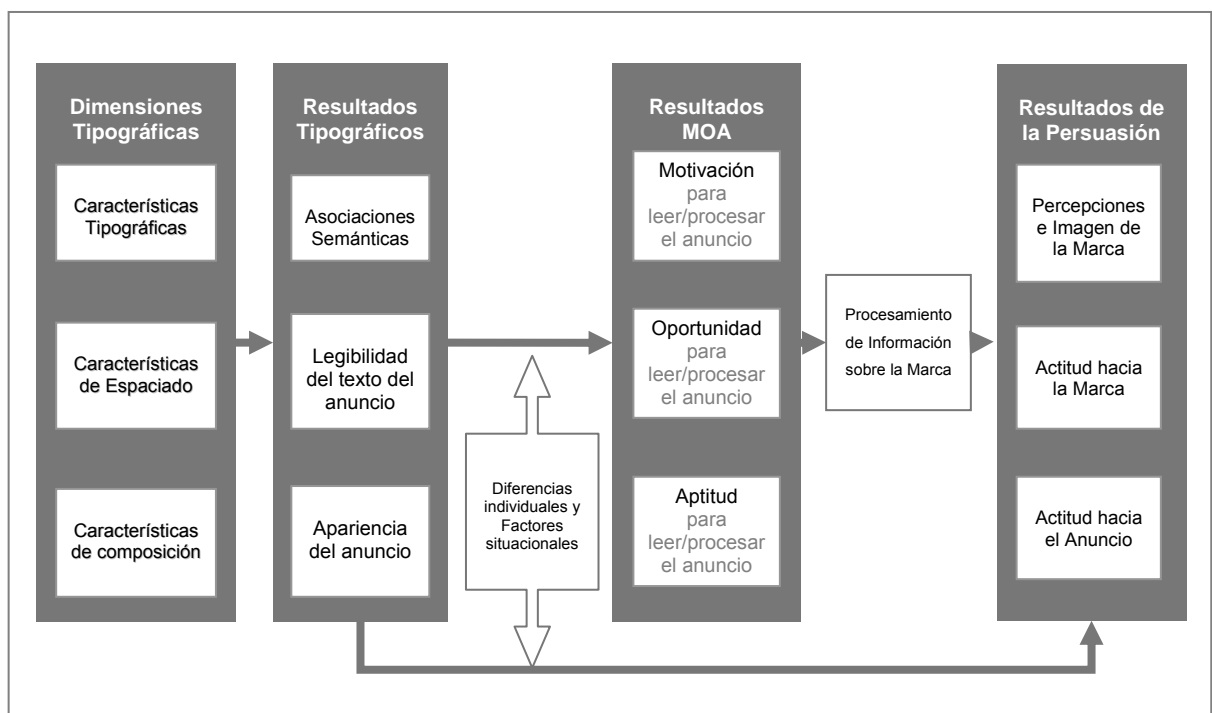 Dimensiones
Tipográficas
Características
Tipográficas
Características
de Espaciado
Características
de composición
Resultados
Tipográficos
Asociaciones
Semánticas
Legibilidad
del texto del
anuncio
Apariencia
del anuncio
Diferencias
individuales y
Factores
situacionales
Resultados
MOA
Motivación
para
leer/procesar
el anuncio
Oportunidad
para
leer/procesar
el anuncio
Aptitud
para
leer/procesar
el anuncio
Procesamiento
de Información
sobre la Marca
Resultados de
la Persuasión
Percepciones
e Imagen de
la Marca
Actitud hacia
la Marca
Actitud hacia
el Anuncio